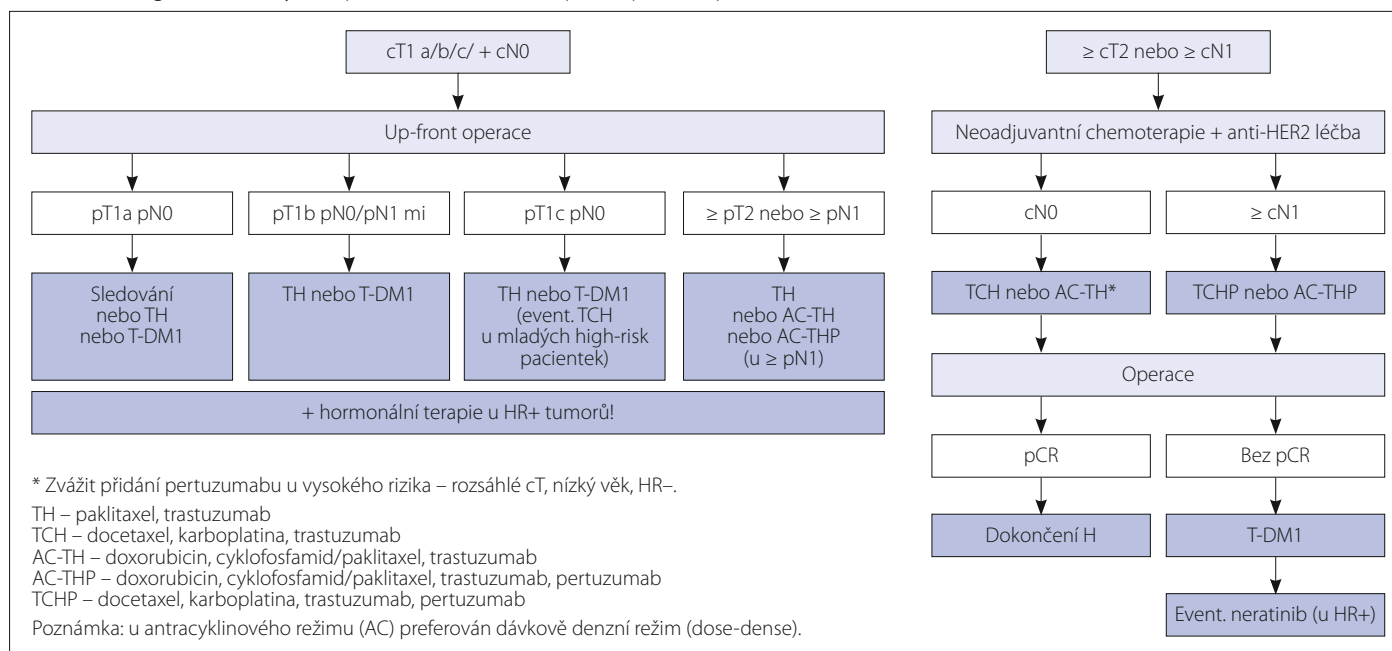 cT1 a/b/c/ + cN0
Up-front operace
pT1a pN0
pT1b pN0/pN1 mi
pT1c pN0
≥ pT2 nebo ≥ pN1
Sledování
nebo TH
nebo T-DM1
TH nebo T-DM1
TH nebo T-DM1
(event. TCH
u mladých high-risk
pacientek)
TH
nebo AC-TH
nebo AC-THP
(u ≥ pN1)
+ hormonální terapie u HR+ tumorů!
* Zvážit přidání pertuzumabu u vysokého rizika – rozsáhlé cT, nízký věk, HR–.
TH – paklitaxel, trastuzumab
TCH – docetaxel, karboplatina, trastuzumab
AC-TH – doxorubicin, cyklofosfamid/paklitaxel, trastuzumab
AC-THP – doxorubicin, cyklofosfamid/paklitaxel, trastuzumab, pertuzumab
TCHP – docetaxel, karboplatina, trastuzumab, pertuzumab
Poznámka: u antracyklinového režimu (AC) preferován dávkově denzní režim (dose-dense).
≥ cT2 nebo ≥ cN1
Neoadjuvantní chemoterapie + anti-HER2 léčba
cN0
≥ cN1
TCH nebo AC-TH*
TCHP nebo AC-THP
Operace
pCR
Bez pCR
Dokončení H
T-DM1
Event. neratinib (u HR+)